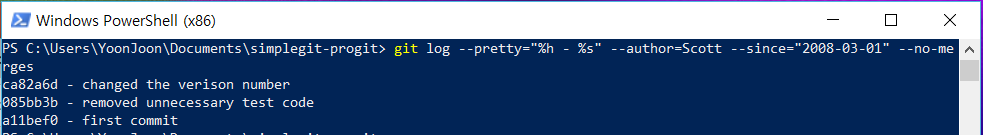 Windows PowerShell (x86)
PS C:\Users\YoonJoon\Documents\simplegit-progit> git log --pretty="%h - %s" --author=Scott --since="2008-03-01" --no-me
rges
ca82a6d - changed the verison number
085bb3b - removed unnecessary test code
a11bef0 - first commit